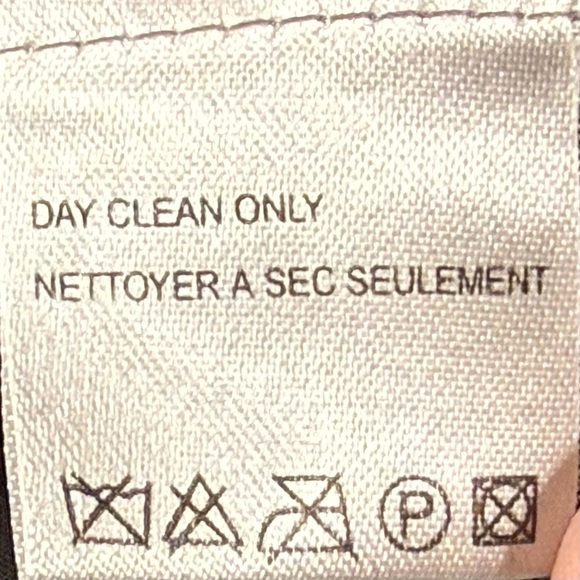 DAY CLEAN ONLY
NETTOYER A SEC SEULEMENT
P